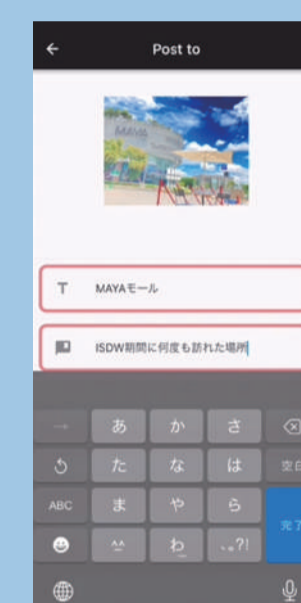 Post to
MAYA
T MAYAモール
ISDW期間に何度も訪れた場所
→ あ か さ
た な は 空白
ABC ま や ら 完了
^^ わ 、。?!